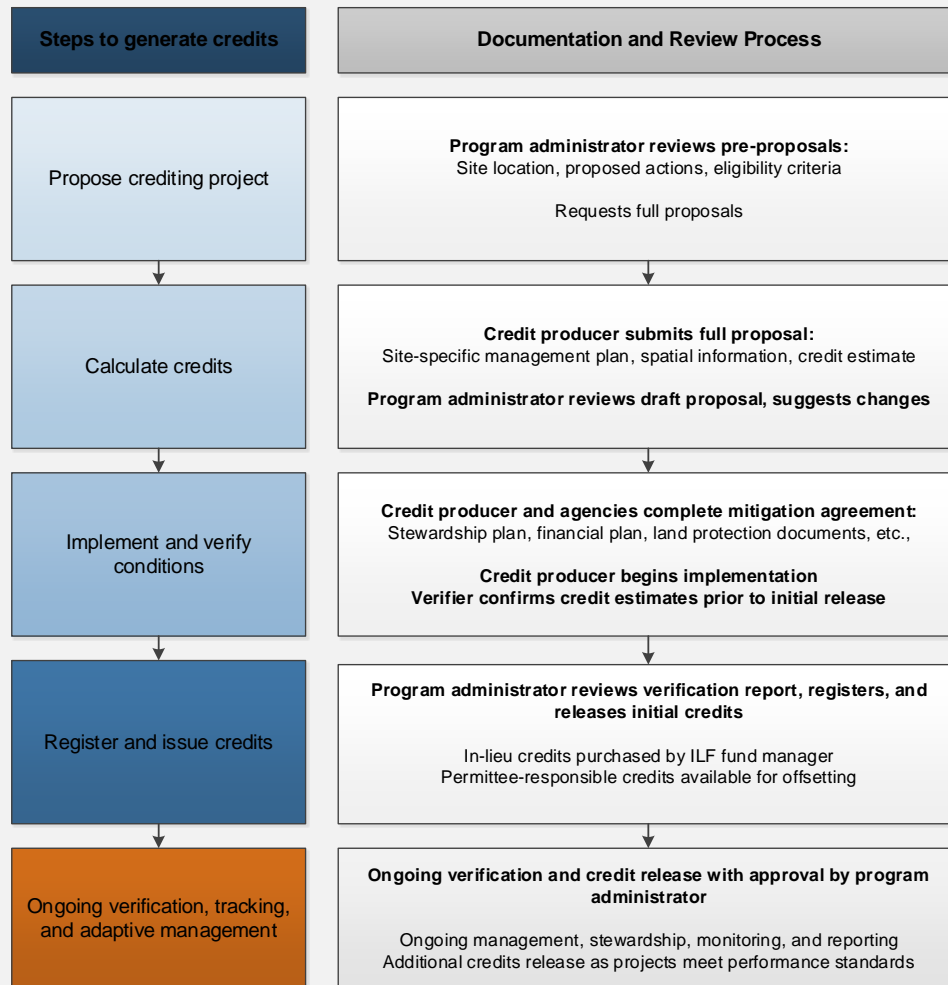 Steps to generate credits
Documentation and Review Process
Propose crediting project
Program administrator reviews pre-proposals:
Site location, proposed actions, eligibility criteria
Requests full proposals
Calculate credits
Credit producer submits full proposal:
Site-specific management plan, spatial information, credit estimate
Program administrator reviews draft proposal, suggests changes
Implement and verify
conditions
Credit producer and agencies complete mitigation agreement:
Stewardship plan, financial plan, land protection documents, etc.,
Credit producer begins implementation
Verifier confirms credit estimates prior to initial release
Register and issue credits
Program administrator reviews verification report, registers, and
releases initial credits
In-lieu credits purchased by ILF fund manager
Permittee-responsible credits available for offsetting
Ongoing verification, tracking,
and adaptive management
Ongoing verification and credit release with approval by program
administrator
Ongoing management, stewardship, monitoring, and reporting
Additional credits release as projects meet performance standards